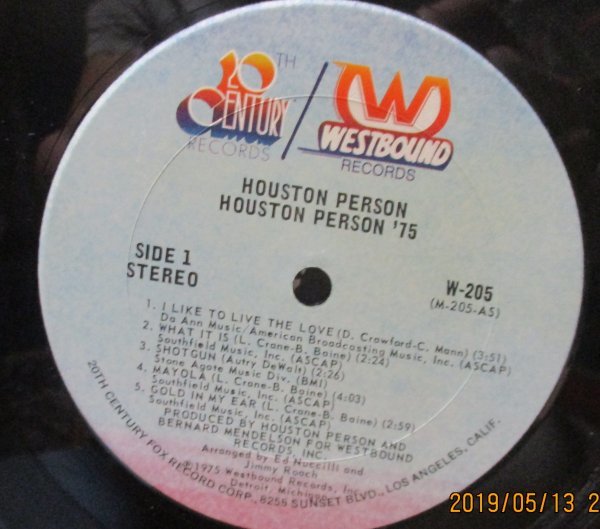 20TH
CENTURY
RECORDS
W
WESTBOUND
RECORDS
HOUSTON PERSON
HOUSTON PERSON '75
SIDE 1
STEREO
W-205
(M-205-AS)
1. I LIKE TO LIVE THE LOVE (D. Crawford-C. Mann) (3:51)
Da Ann Music/American Broadcasting Music, Inc. (ASCAP)
2. WHAT IT IS (L. Crane-B. Baine) (2:24)
Southfield Music, Inc. (ASCAP)
3. SHOTGUN (Autry DeWalt) (2:26)
Stone Agate Music Div. (BMI)
4. MAYOLA (L. Crane-B. Baine) (4:03)
Southfield Music, Inc. (ASCAP)
5. GOLD IN MY EAR (L. Crane-B. Baine) (2:59)
Southfield Music, Inc. (ASCAP)
PRODUCED BY HOUSTON PERSON AND
BERNARD MENDELSON FOR WESTBOUND
RECORDS, INC.
Arranged by Ed Nuccilli and
Jimmy Roach
℗1975 Westbound Records, Inc.
Detroit, Michigan
20TH CENTURY FOX RECORD CORP., 8255 SUNSET BLVD., LOS ANGELES, CALIF.
2019/05/13 2